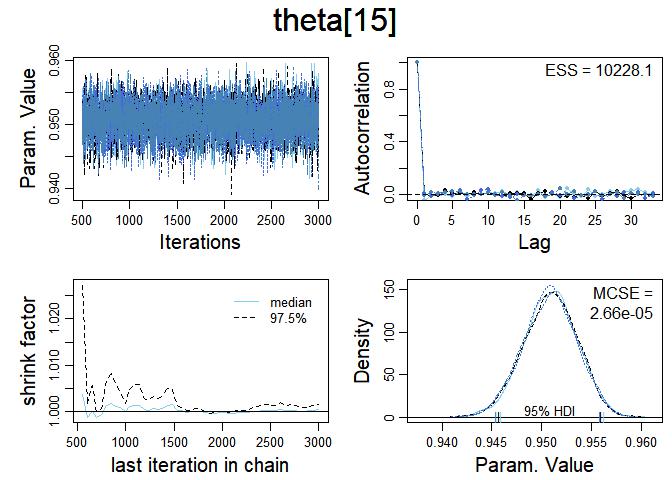 theta[15]
Param. Value
0.940 0.950 0.960
500 1000 1500 2000 2500 3000
Iterations
Autocorrelation
0.0 0.4 0.8
ESS = 10228.1
0 5 10 15 20 25 30
Lag
shrink factor
1.000 1.010 1.020
median
97.5%
500 1000 1500 2000 2500 3000
last iteration in chain
Density
0 50 100 150
MCSE =
2.66e-05
95% HDI
0.940 0.945 0.950 0.955 0.960
Param. Value